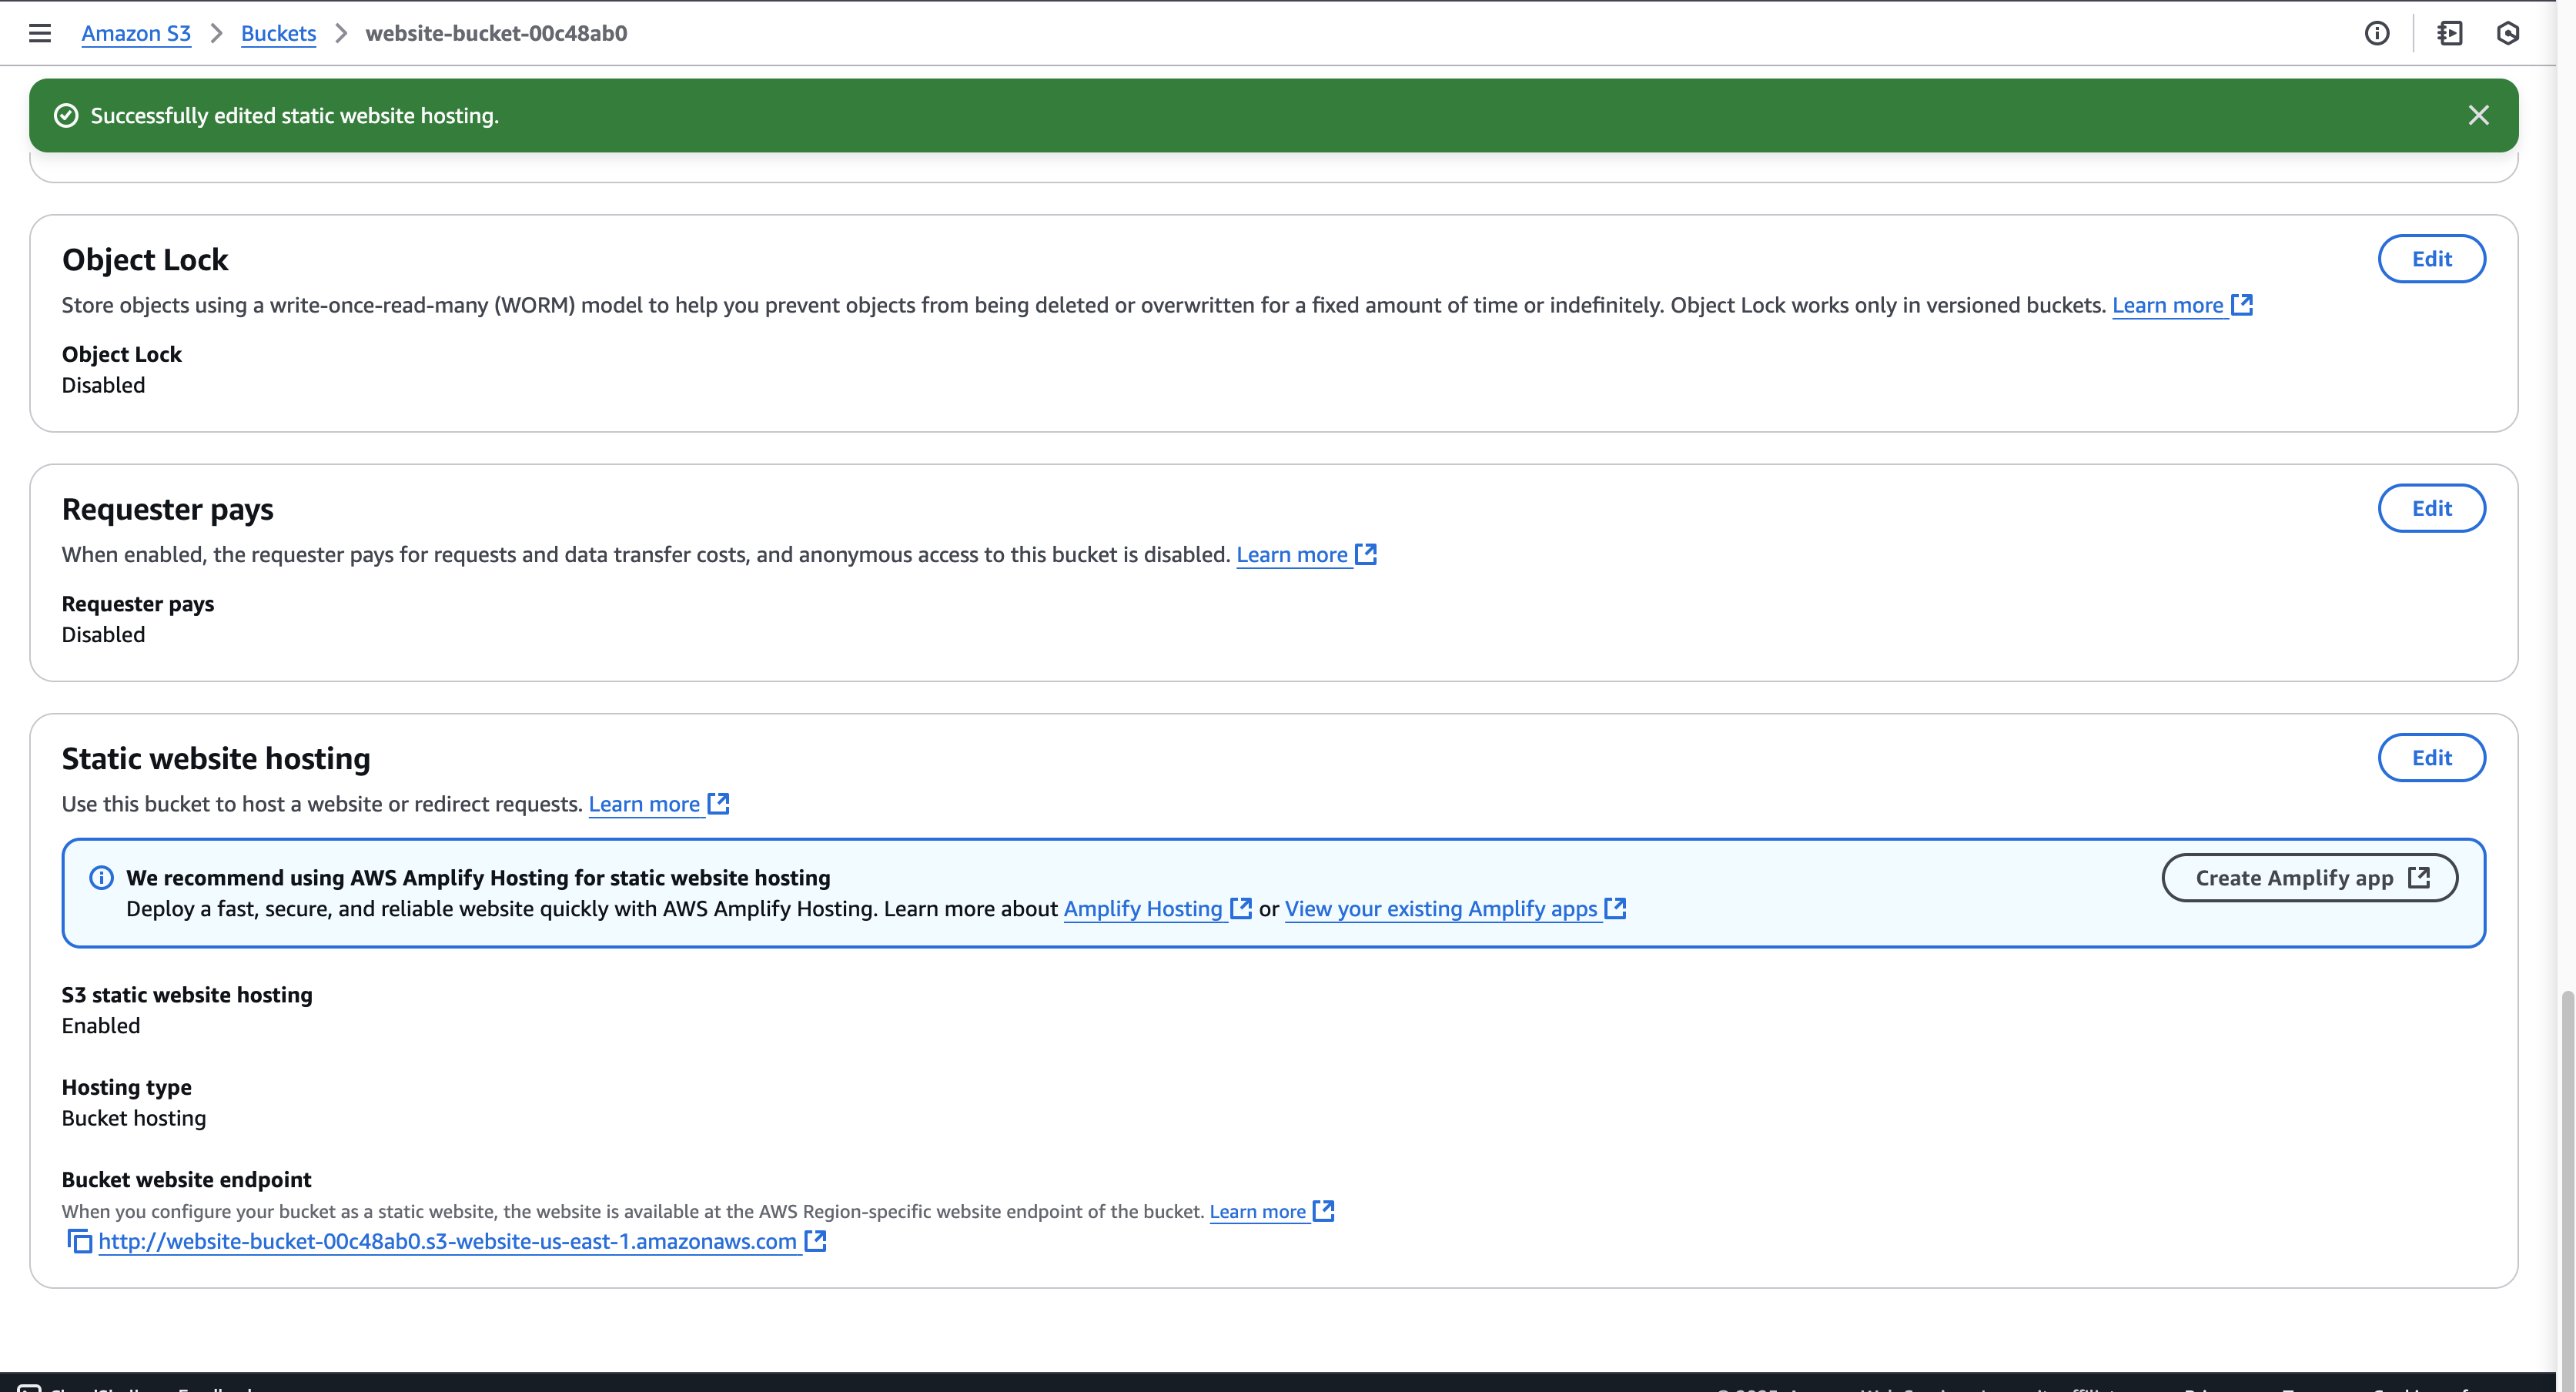 Amazon S3 > Buckets > website-bucket-00c48ab0
Successfully edited static website hosting.
Object Lock
Edit
Store objects using a write-once-read-many (WORM) model to help you prevent objects from being deleted or overwritten for a fixed amount of time or indefinitely. Object Lock works only in versioned buckets. Learn more
Object Lock
Disabled
Requester pays
Edit
When enabled, the requester pays for requests and data transfer costs, and anonymous access to this bucket is disabled. Learn more
Requester pays
Disabled
Static website hosting
Edit
Use this bucket to host a website or redirect requests. Learn more
We recommend using AWS Amplify Hosting for static website hosting
Create Amplify app
Deploy a fast, secure, and reliable website quickly with AWS Amplify Hosting. Learn more about Amplify Hosting or View your existing Amplify apps
S3 static website hosting
Enabled
Hosting type
Bucket hosting
Bucket website endpoint
When you configure your bucket as a static website, the website is available at the AWS Region-specific website endpoint of the bucket. Learn more
http://website-bucket-00c48ab0.s3-website-us-east-1.amazonaws.com